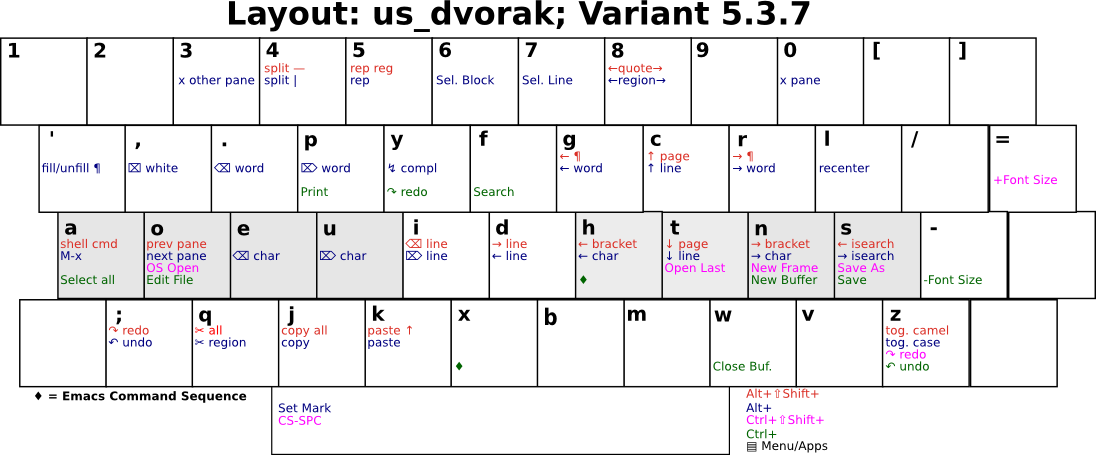 Layout: us_dvorak; Variant 5.3.7
1 2 3 4 5 6 7 8 9 0 [ ]
split — rep reg ←quote→
x other pane split | rep Sel. Block Sel. Line ←region→ x pane
' , . p y f g c r l / =
← ¶ ↑ page → ¶
fill/unfill ¶ ⌧ white ⌫ word ⌦ word ↯ compl ← word ↑ line → word recenter
+Font Size
Print ↷ redo Search
a o e u i d h t n s -
shell cmd prev pane ⌫ line → line ← bracket ↓ page → bracket ← isearch
M-x next pane ⌫ char ⌦ char ⌦ line ← line ← char ↓ line → char → isearch
OS Open Open Last New Frame Save As
Select all Edit File ♦ New Buffer Save -Font Size
; q j k x b m w v z
↷ redo ✂ all copy all paste ↑ tog. camel
↶ undo ✂ region copy paste tog. case
↷ redo
♦ Close Buf. ↶ undo
♦ = Emacs Command Sequence Alt+⇧Shift+
Set Mark Alt+
CS-SPC Ctrl+⇧Shift+
Ctrl+
▤ Menu/Apps